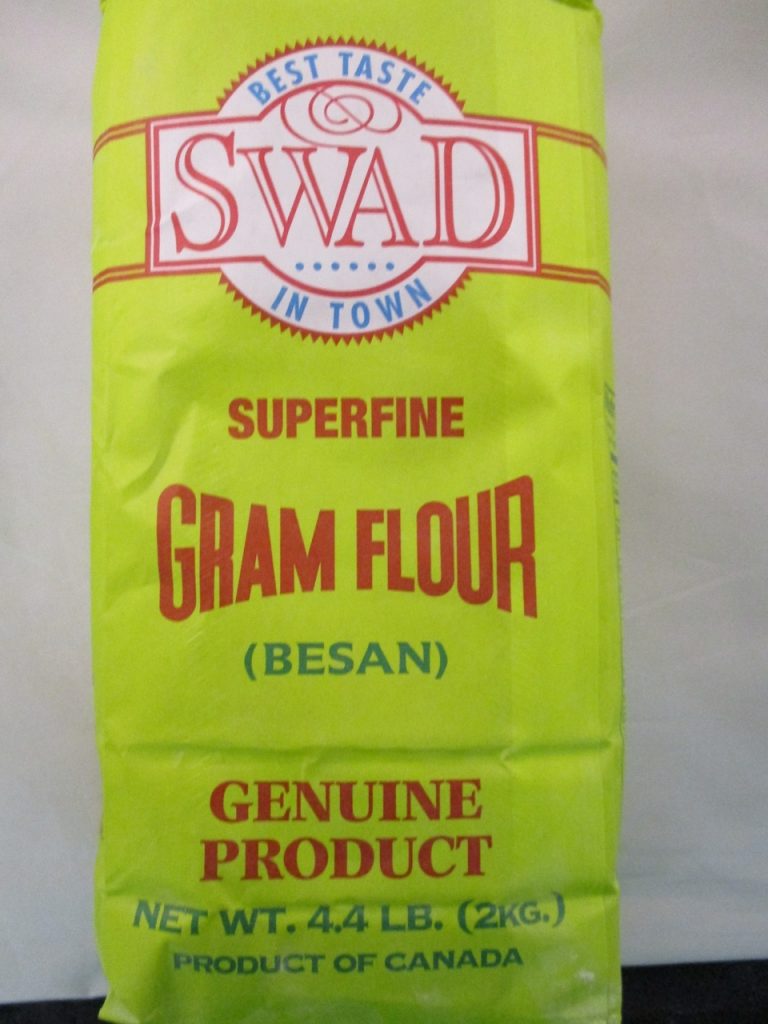 BEST TASTE
SWAD
IN TOWN
SUPERFINE
GRAM FLOUR
(BESAN)
GENUINE
PRODUCT
NET WT. 4.4 LB. (2KG.)
PRODUCT OF CANADA